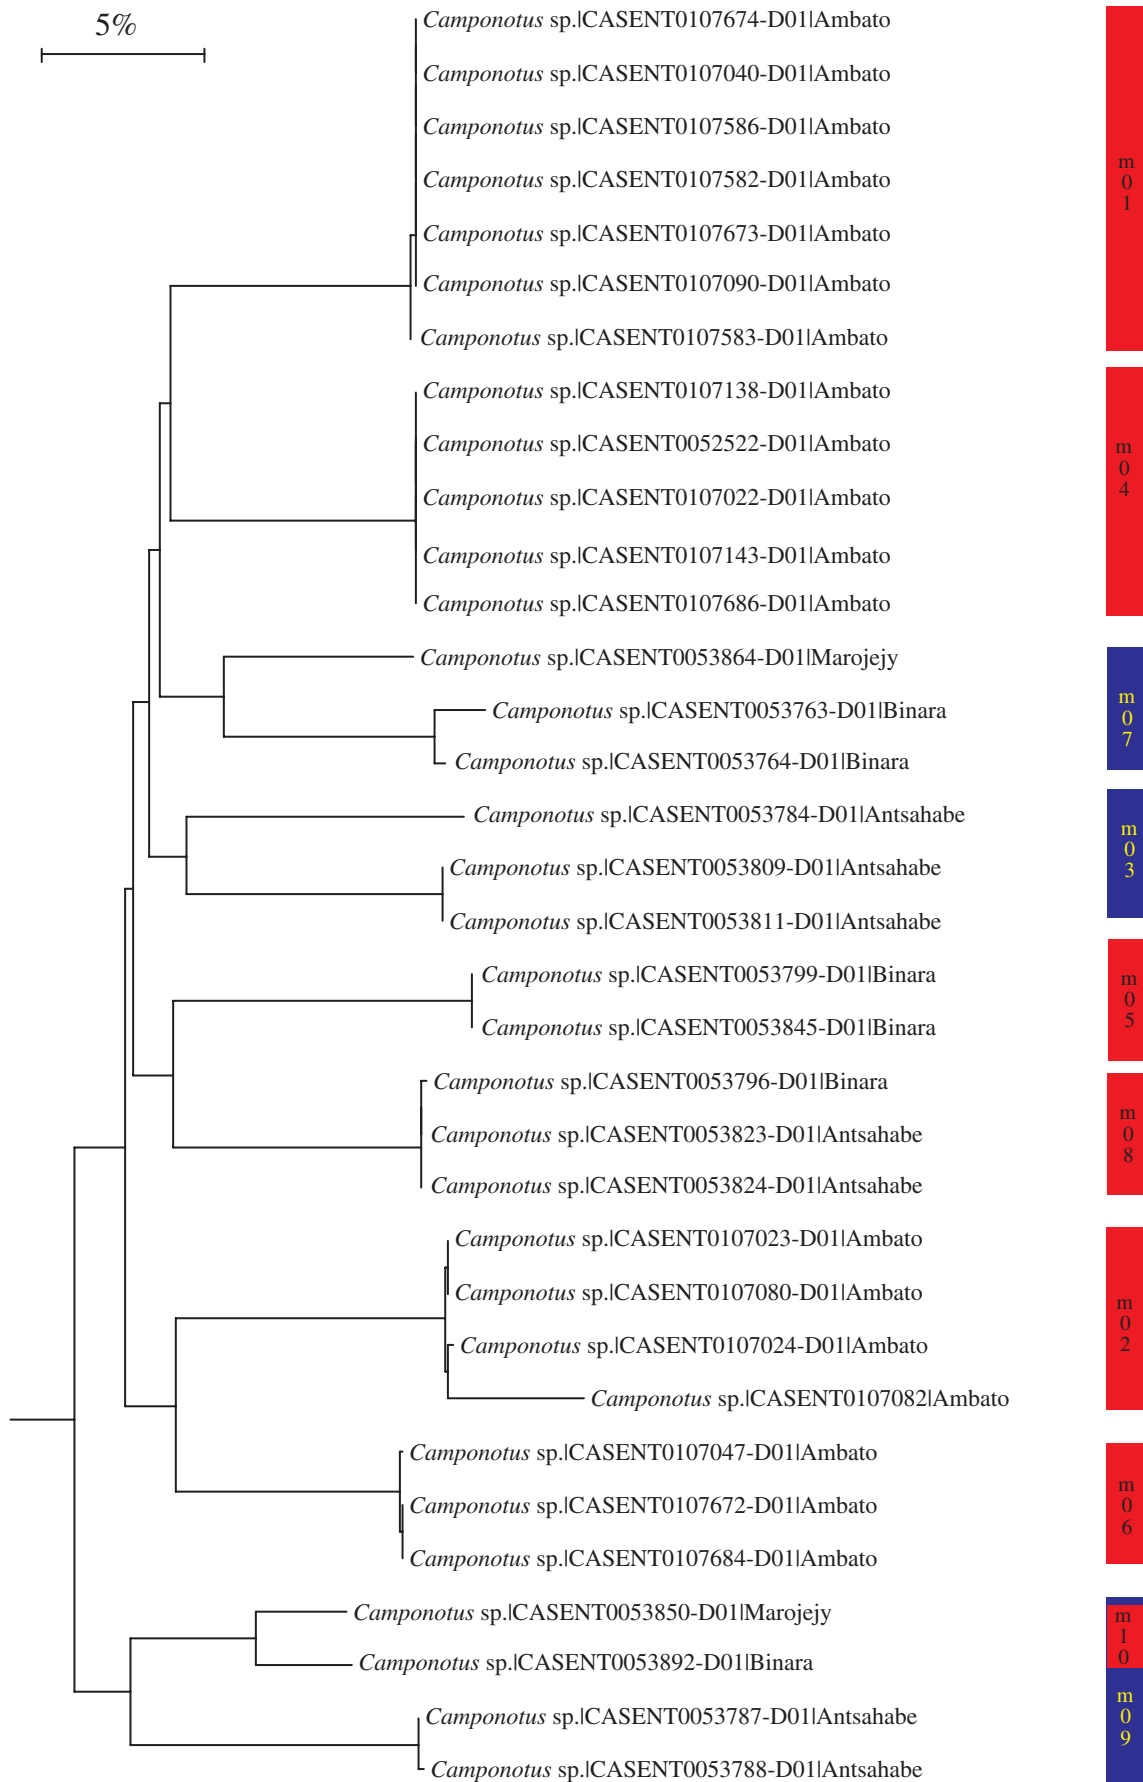 5%
Camponotus sp.|CASENT0107674-D01|Ambato
Camponotus sp.|CASENT0107040-D01|Ambato
Camponotus sp.|CASENT0107586-D01|Ambato
Camponotus sp.|CASENT0107582-D01|Ambato
Camponotus sp.|CASENT0107673-D01|Ambato
Camponotus sp.|CASENT0107090-D01|Ambato
Camponotus sp.|CASENT0107583-D01|Ambato
m01
Camponotus sp.|CASENT0107138-D01|Ambato
Camponotus sp.|CASENT0052522-D01|Ambato
Camponotus sp.|CASENT0107022-D01|Ambato
Camponotus sp.|CASENT0107143-D01|Ambato
Camponotus sp.|CASENT0107686-D01|Ambato
m04
Camponotus sp.|CASENT0053864-D01|Marojejy
Camponotus sp.|CASENT0053763-D01|Binara
Camponotus sp.|CASENT0053764-D01|Binara
m07
Camponotus sp.|CASENT0053784-D01|Antsahabe
Camponotus sp.|CASENT0053809-D01|Antsahabe
Camponotus sp.|CASENT0053811-D01|Antsahabe
m03
Camponotus sp.|CASENT0053799-D01|Binara
Camponotus sp.|CASENT0053845-D01|Binara
m05
Camponotus sp.|CASENT0053796-D01|Binara
Camponotus sp.|CASENT0053823-D01|Antsahabe
Camponotus sp.|CASENT0053824-D01|Antsahabe
m08
Camponotus sp.|CASENT0107023-D01|Ambato
Camponotus sp.|CASENT0107080-D01|Ambato
Camponotus sp.|CASENT0107024-D01|Ambato
Camponotus sp.|CASENT0107082|Ambato
m02
Camponotus sp.|CASENT0107047-D01|Ambato
Camponotus sp.|CASENT0107672-D01|Ambato
Camponotus sp.|CASENT0107684-D01|Ambato
m06
Camponotus sp.|CASENT0053850-D01|Marojejy
Camponotus sp.|CASENT0053892-D01|Binara
m10
Camponotus sp.|CASENT0053787-D01|Antsahabe
Camponotus sp.|CASENT0053788-D01|Antsahabe
m09